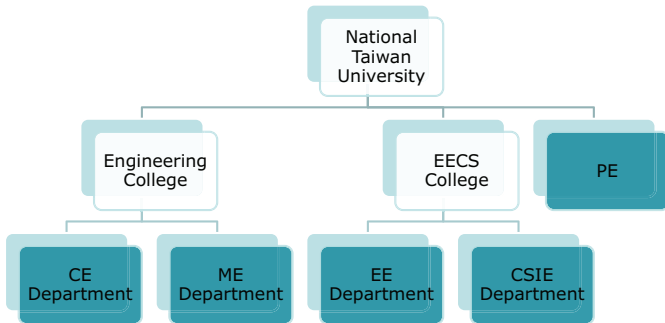 National
Taiwan
University
Engineering
College
EECS
College
PE
CE
Department
ME
Department
EE
Department
CSIE
Department